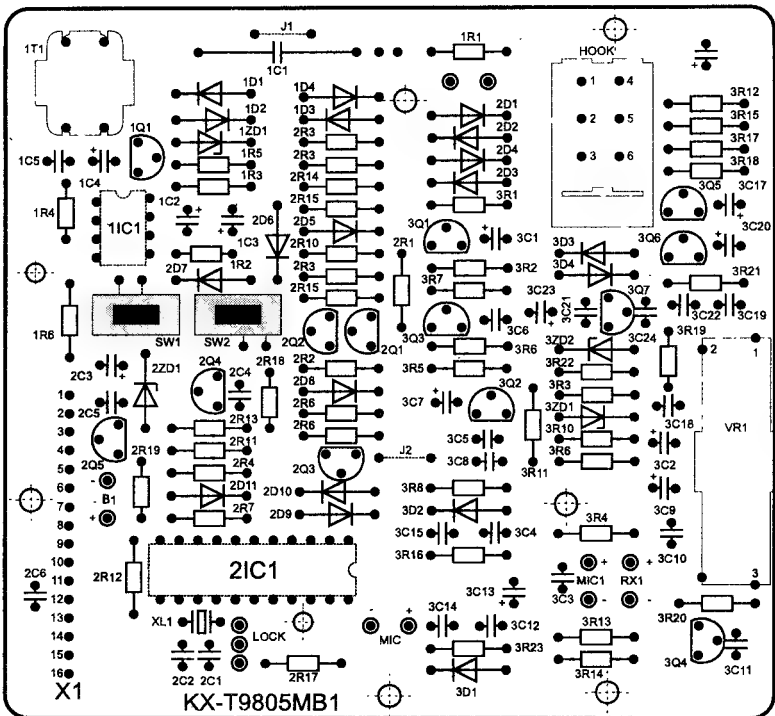 J1
1T1
1C1
1R1
HOOK
1D1
1D4
1 4
1D2
1D3
2D1
3R12
1Q1
1ZD1
2R3
2D2
2 5
3R15
1C5
1R5
2R3
2D4
3R17
1C4
1R3
2R14
2D3
3 6
3R18
1R4
1C2
2R15
3R1
3Q5
3C17
1IC1
2D6
2D5
3Q1
3C20
1C3
2R10
2R1
3C1
3D3
3Q6
2D7
1R2
2R3
3R2
3D4
3R21
2R15
3R7
3C23
3C21
3Q7
3C22
3C19
1R6
SW1
SW2
2Q2
2Q1
3Q3
3C6
3C24
3R19
3R6
3ZD2
2
1
2C3
2ZD1
2Q4
2C4
2R18
2R2
3R5
3R22
2D8
3Q2
3R3
1
2C5
2R6
3C7
3ZD1
3C18
VR1
2
2R13
2R6
3C5
3R10
3
2Q5
2R11
J2
3C8
3R11
3R6
3C2
4
2R19
2R4
2Q3
5
- B1 +
2D11
2D10
3R8
3C9
6
2R7
2D9
3D2
3R4
7
3C15
3C4
3C10
8
9
2R12
2IC1
3R16
+ +
10
MIC1
RX1
11
2C6
3C13
3C3
- -
3
12
XL1
LOCK
- +
MIC
3C14
3C12
3R20
13
3R13
14
2C2
2C1
2R17
3R23
3R14
3Q4
3C11
15
3D1
16
X1
KX-T9805MB1